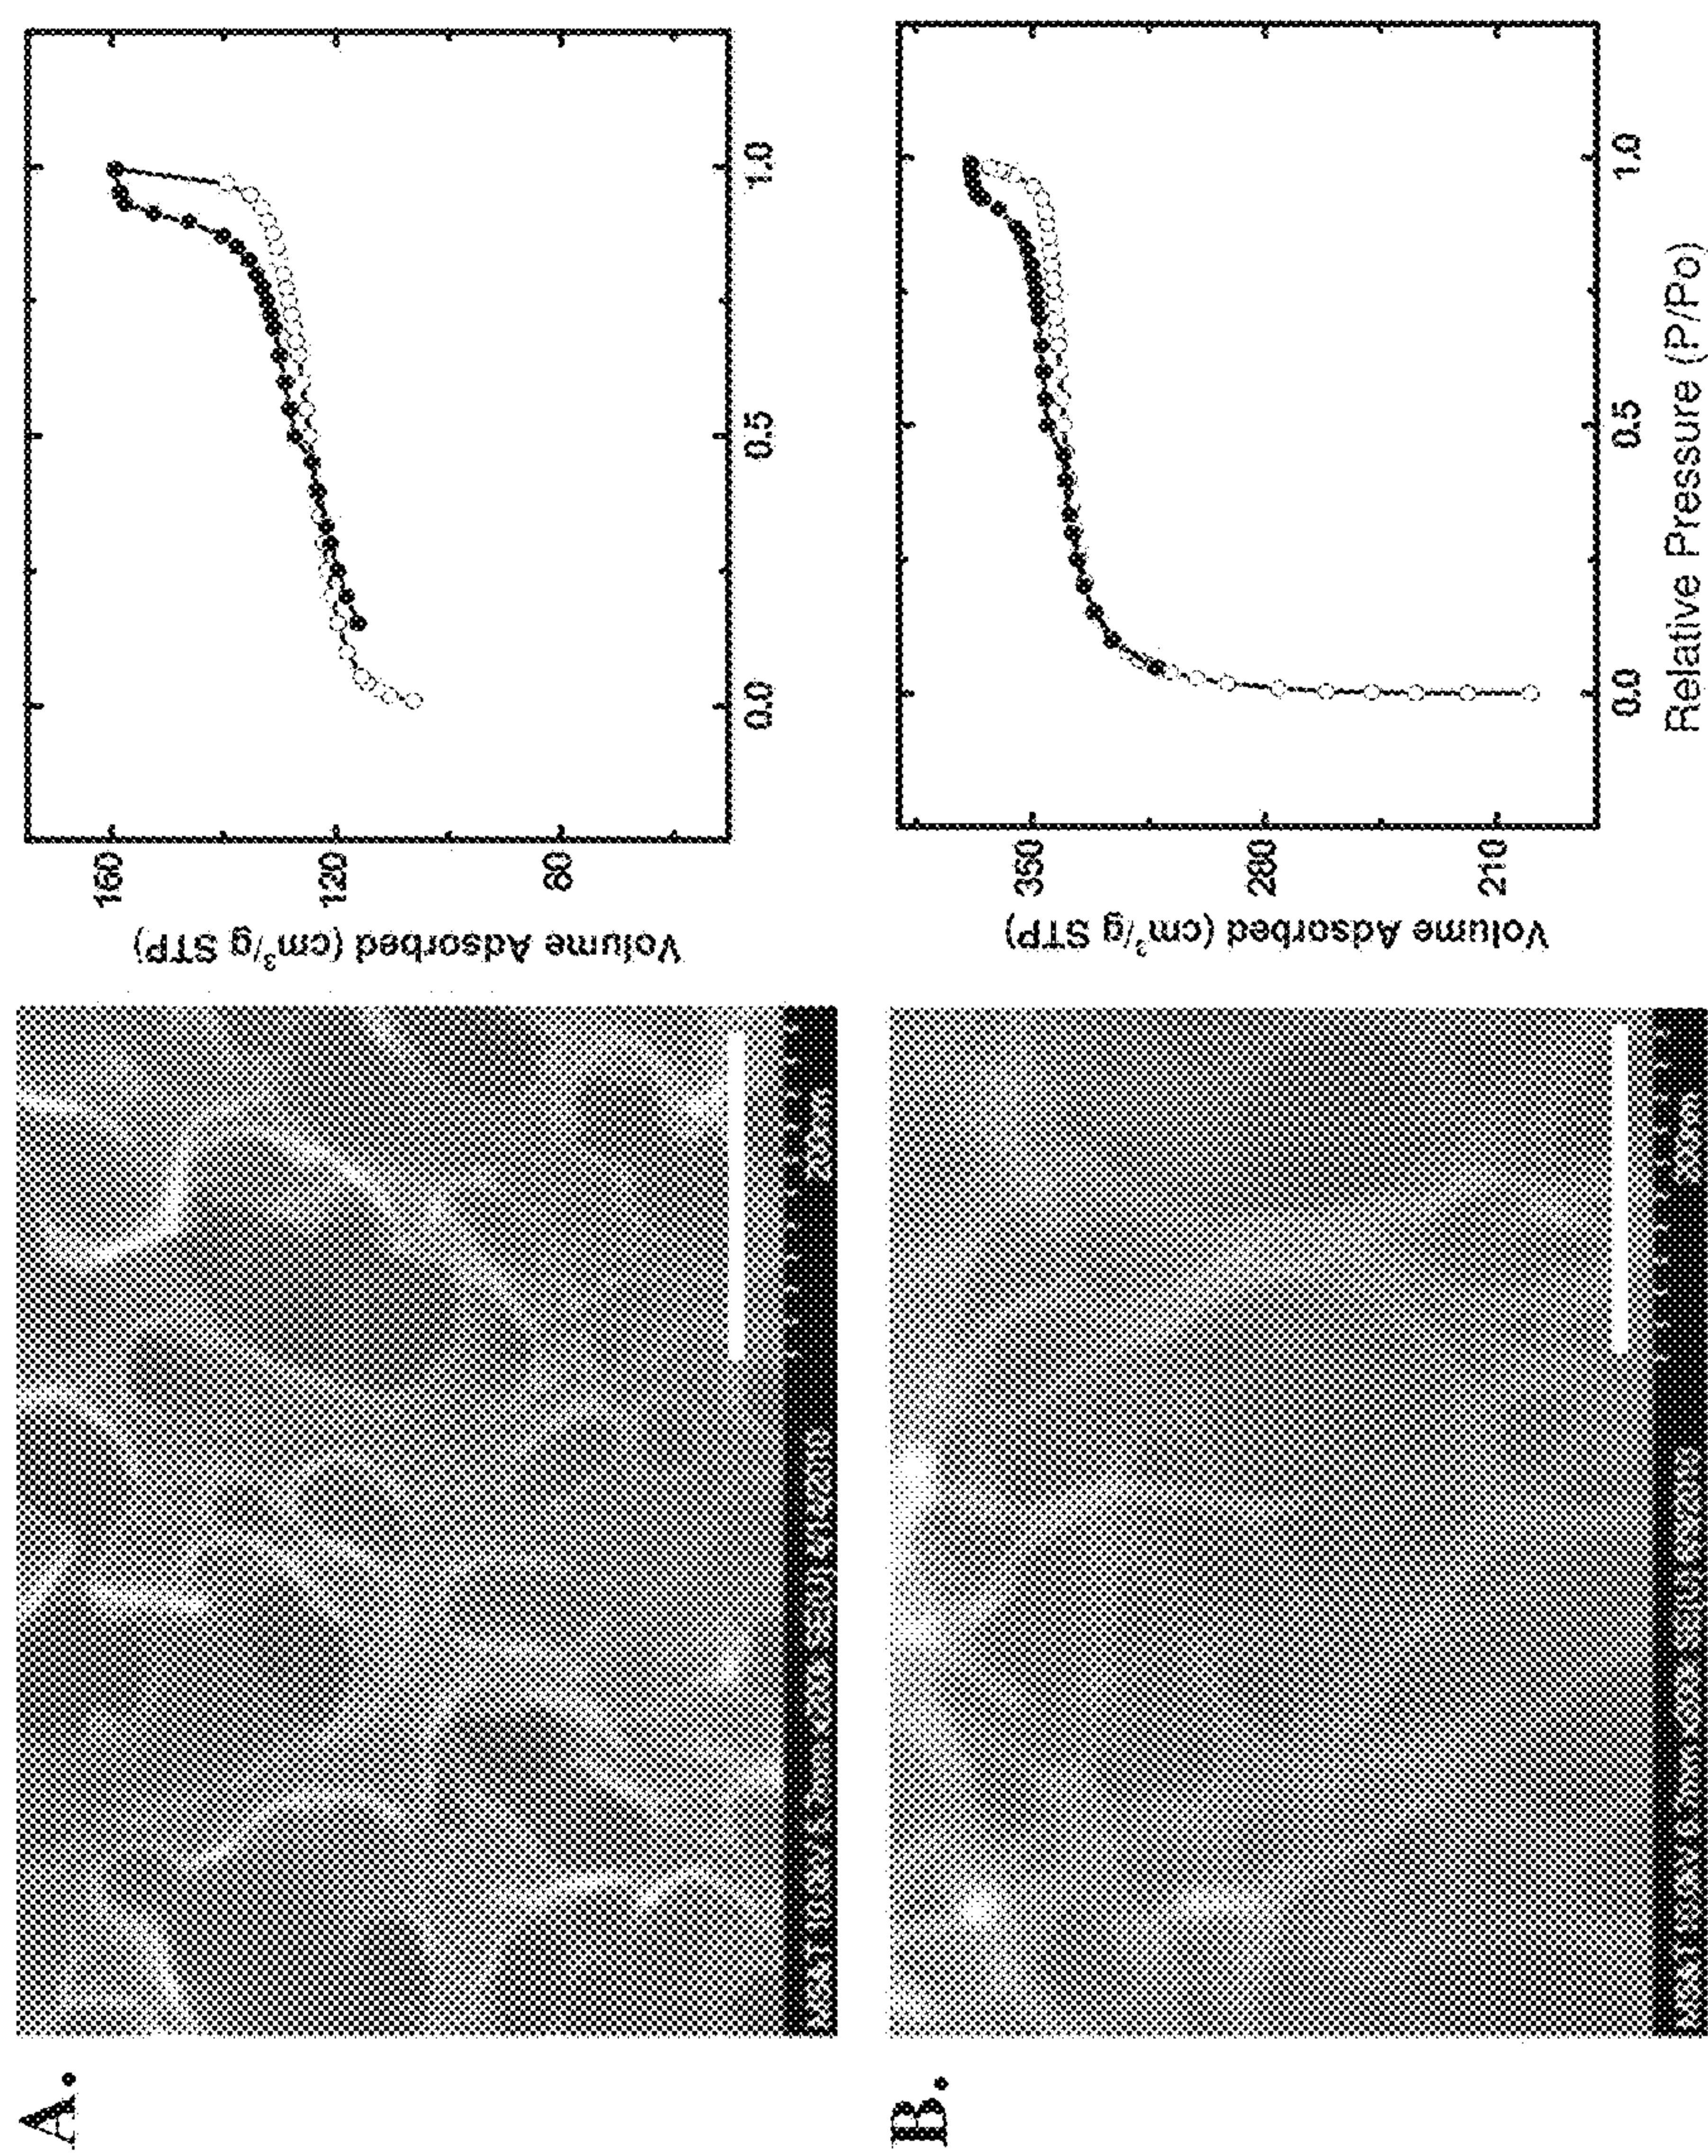 A.
Volume Adsorbed (cm³/g STP)
160
120
80
0.0
0.5
1.0
B.
Volume Adsorbed (cm³/g STP)
350
280
210
0.0
0.5
1.0
Relative Pressure (P/Po)